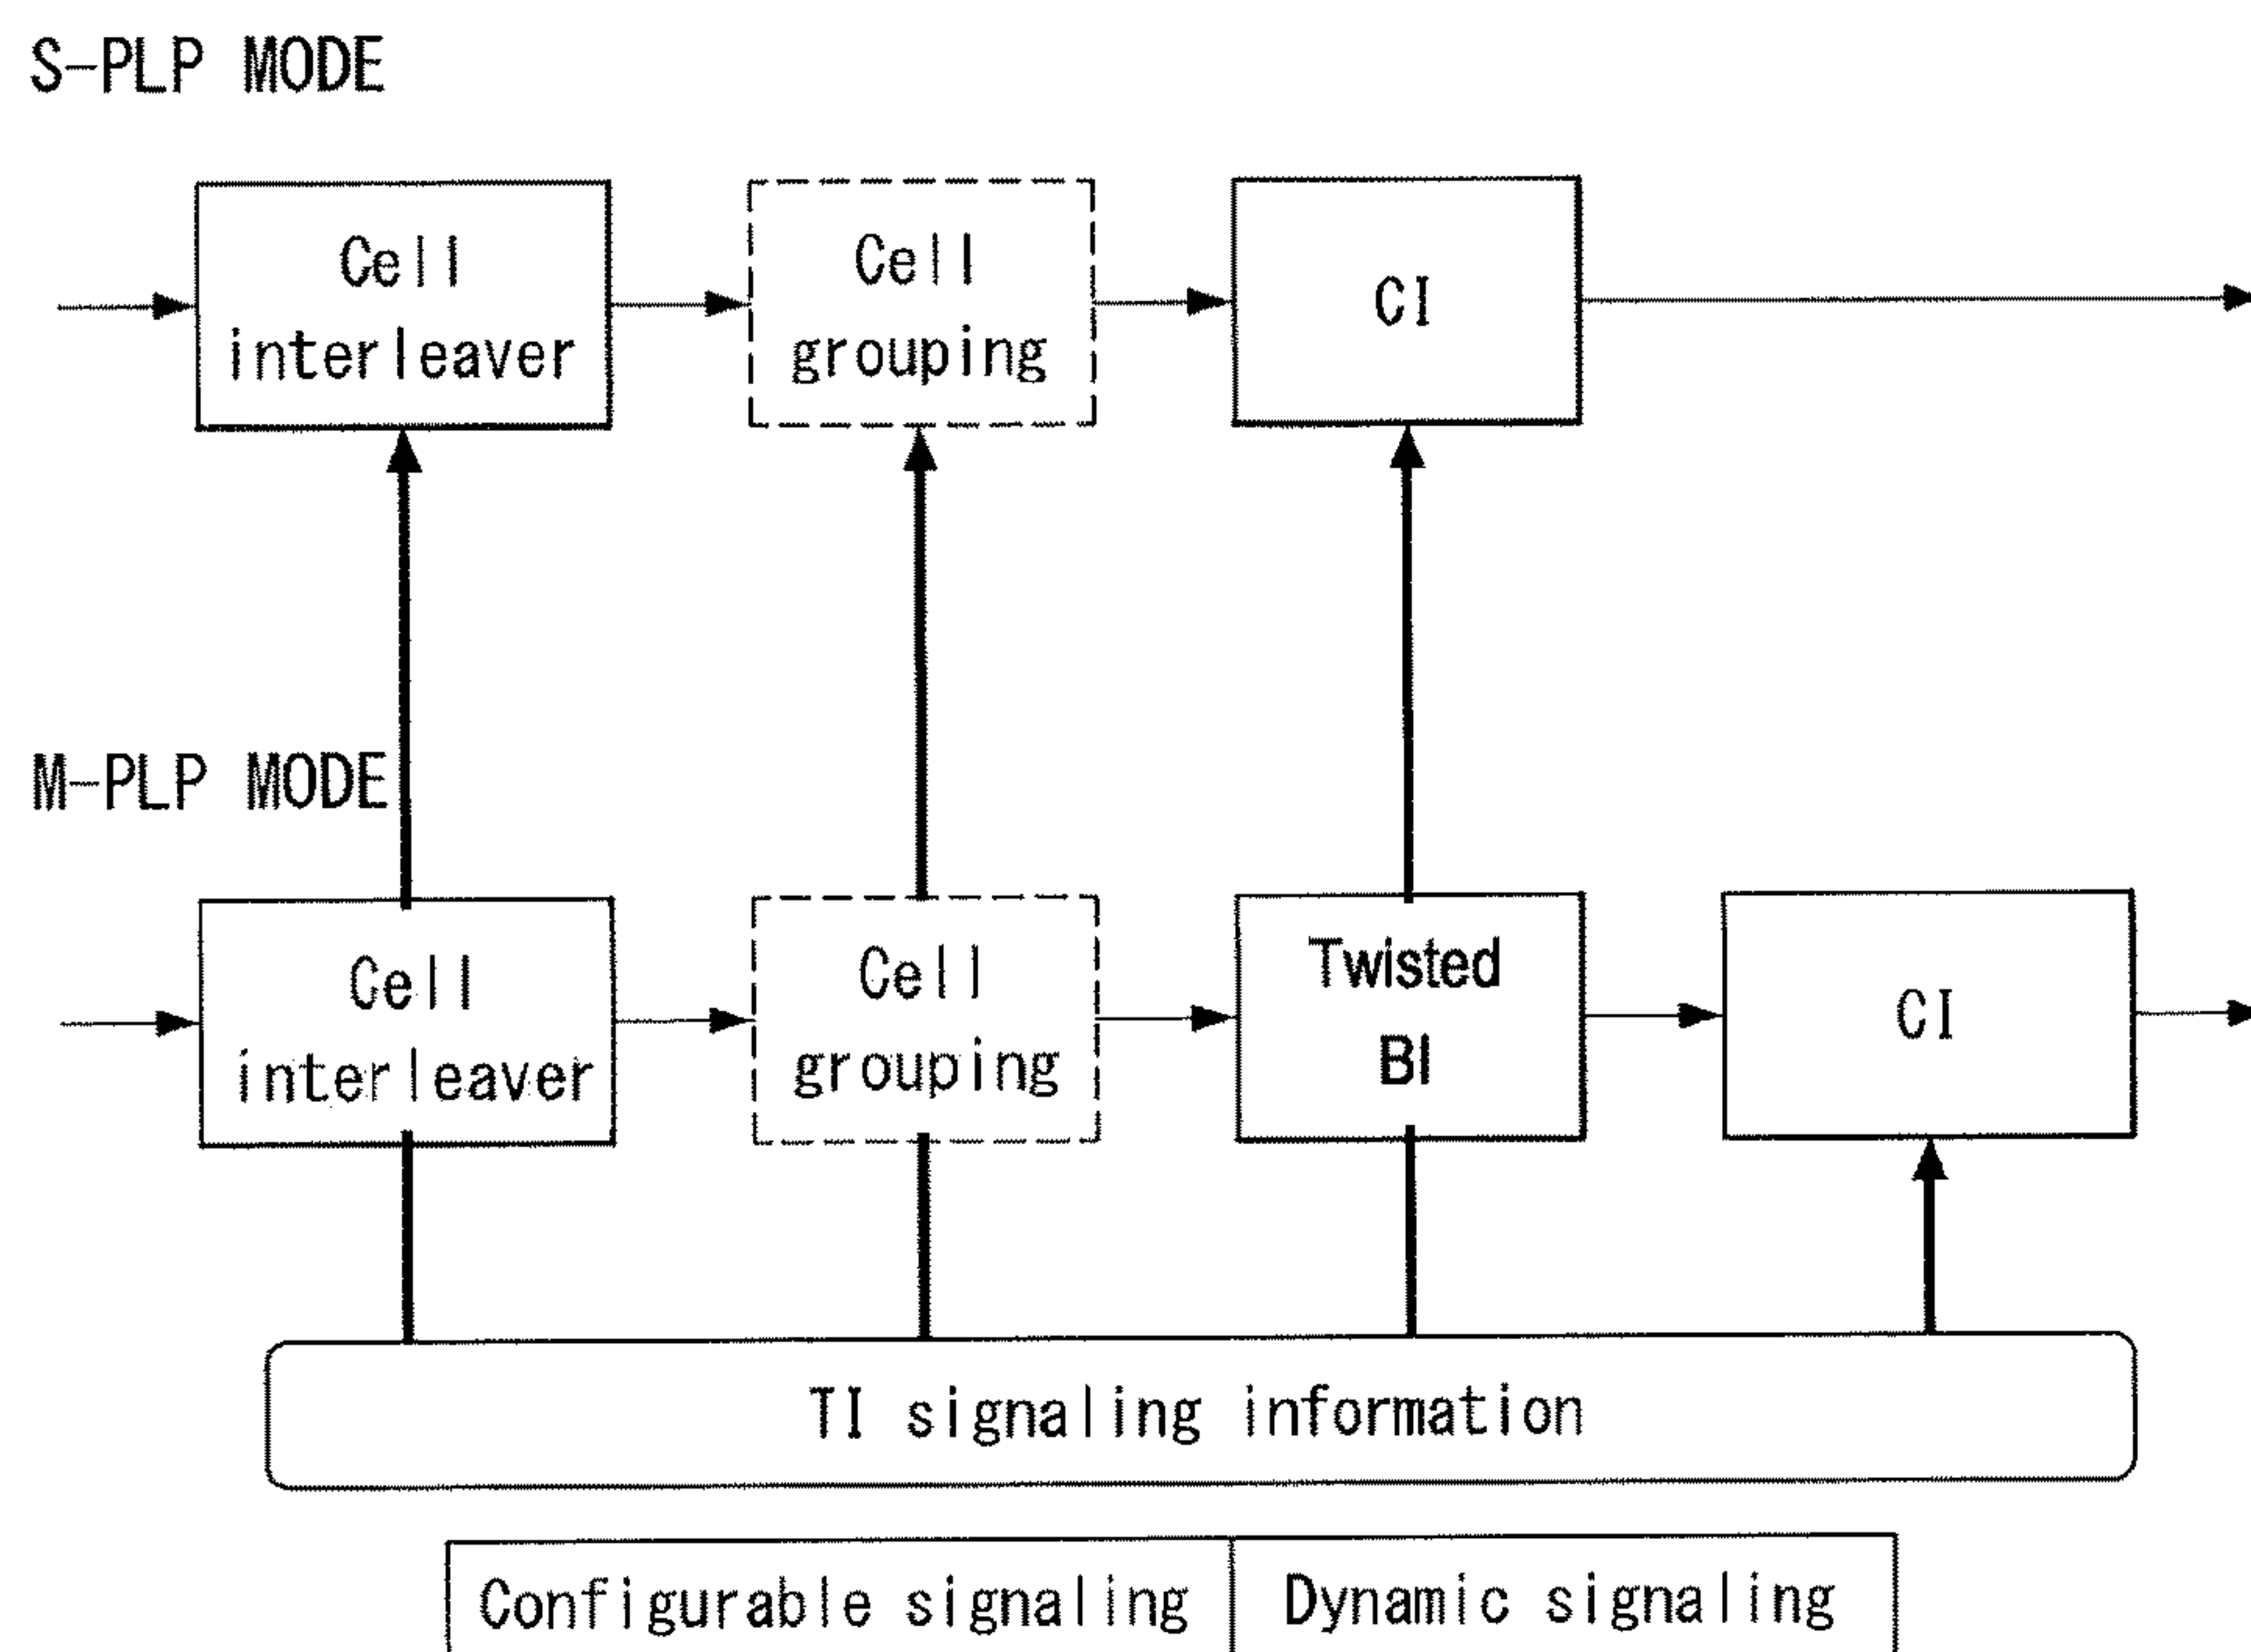 S-PLP MODE
Cell
interleaver
Cell
grouping
CI
M-PLP MODE
Cell
interleaver
Cell
grouping
Twisted
BI
CI
TI signaling information
Configurable signaling
Dynamic signaling